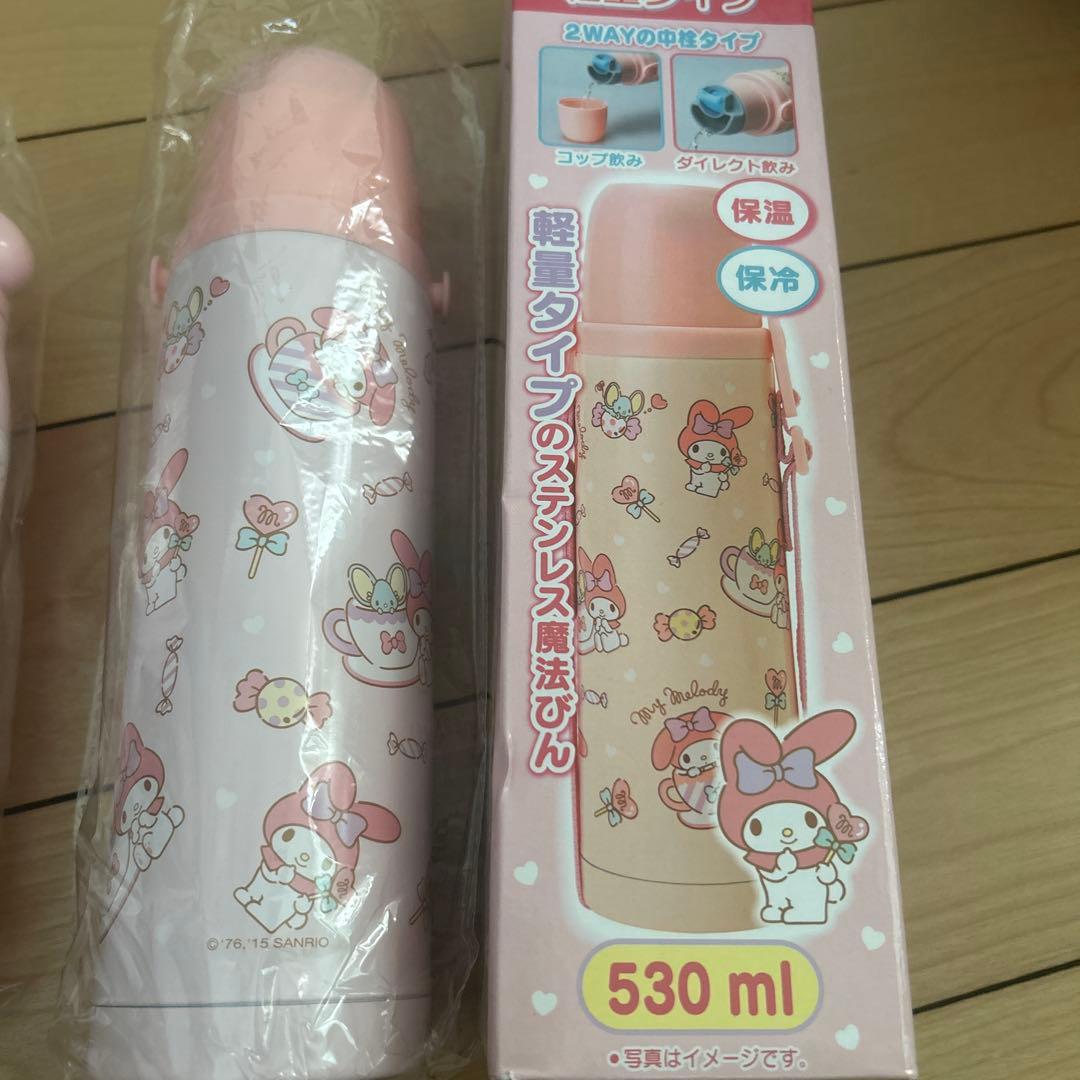 2WAYの中栓タイプ
コップ飲み
ダイレクト飲み
保温
保冷
軽量タイプのステンレス魔法びん
My Melody
My Melody
© '76, '15 SANRIO
530 ml
●写真はイメージです。